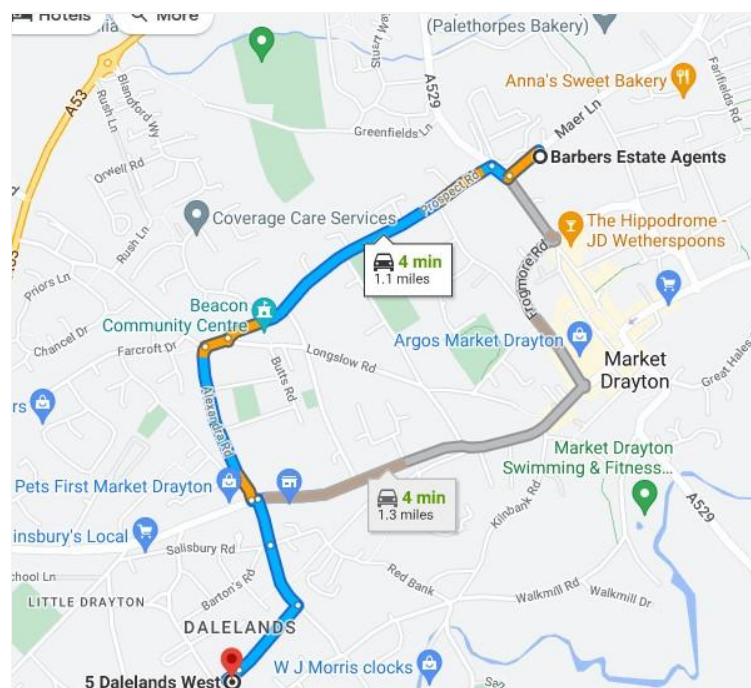 Hotels
More
(Palethorpes Bakery)
Stuart Way
A529
A53
Blandford Wy
Rush Ln
Anna's Sweet Bakery
Farifields Rd
Maer Ln
Greenfields Ln
Orwell Rd
Barbers Estate Agents
Prospect Rd
Coverage Care Services
The Hippodrome -
JD Wetherspoons
Rush Ln
4 min
1.1 miles
Frogmore Rd
Priors Ln
Beacon
Community Centre
Chancel Dr
Farcroft Dr
Longslow Rd
Argos Market Drayton
Market
Drayton
Butts Rd
Great Hales
ers
Alexandra Rd
Market Drayton
Swimming & Fitness...
Pets First Market Drayton
4 min
1.3 miles
Kilnbank Rd
A529
insbury's Local
Salisbury Rd
chool Ln
Red Bank
Barton's Rd
Walkmill Rd
Walkmill Dr
LITTLE DRAYTON
DALELANDS
W J Morris clocks
5 Dalelands West